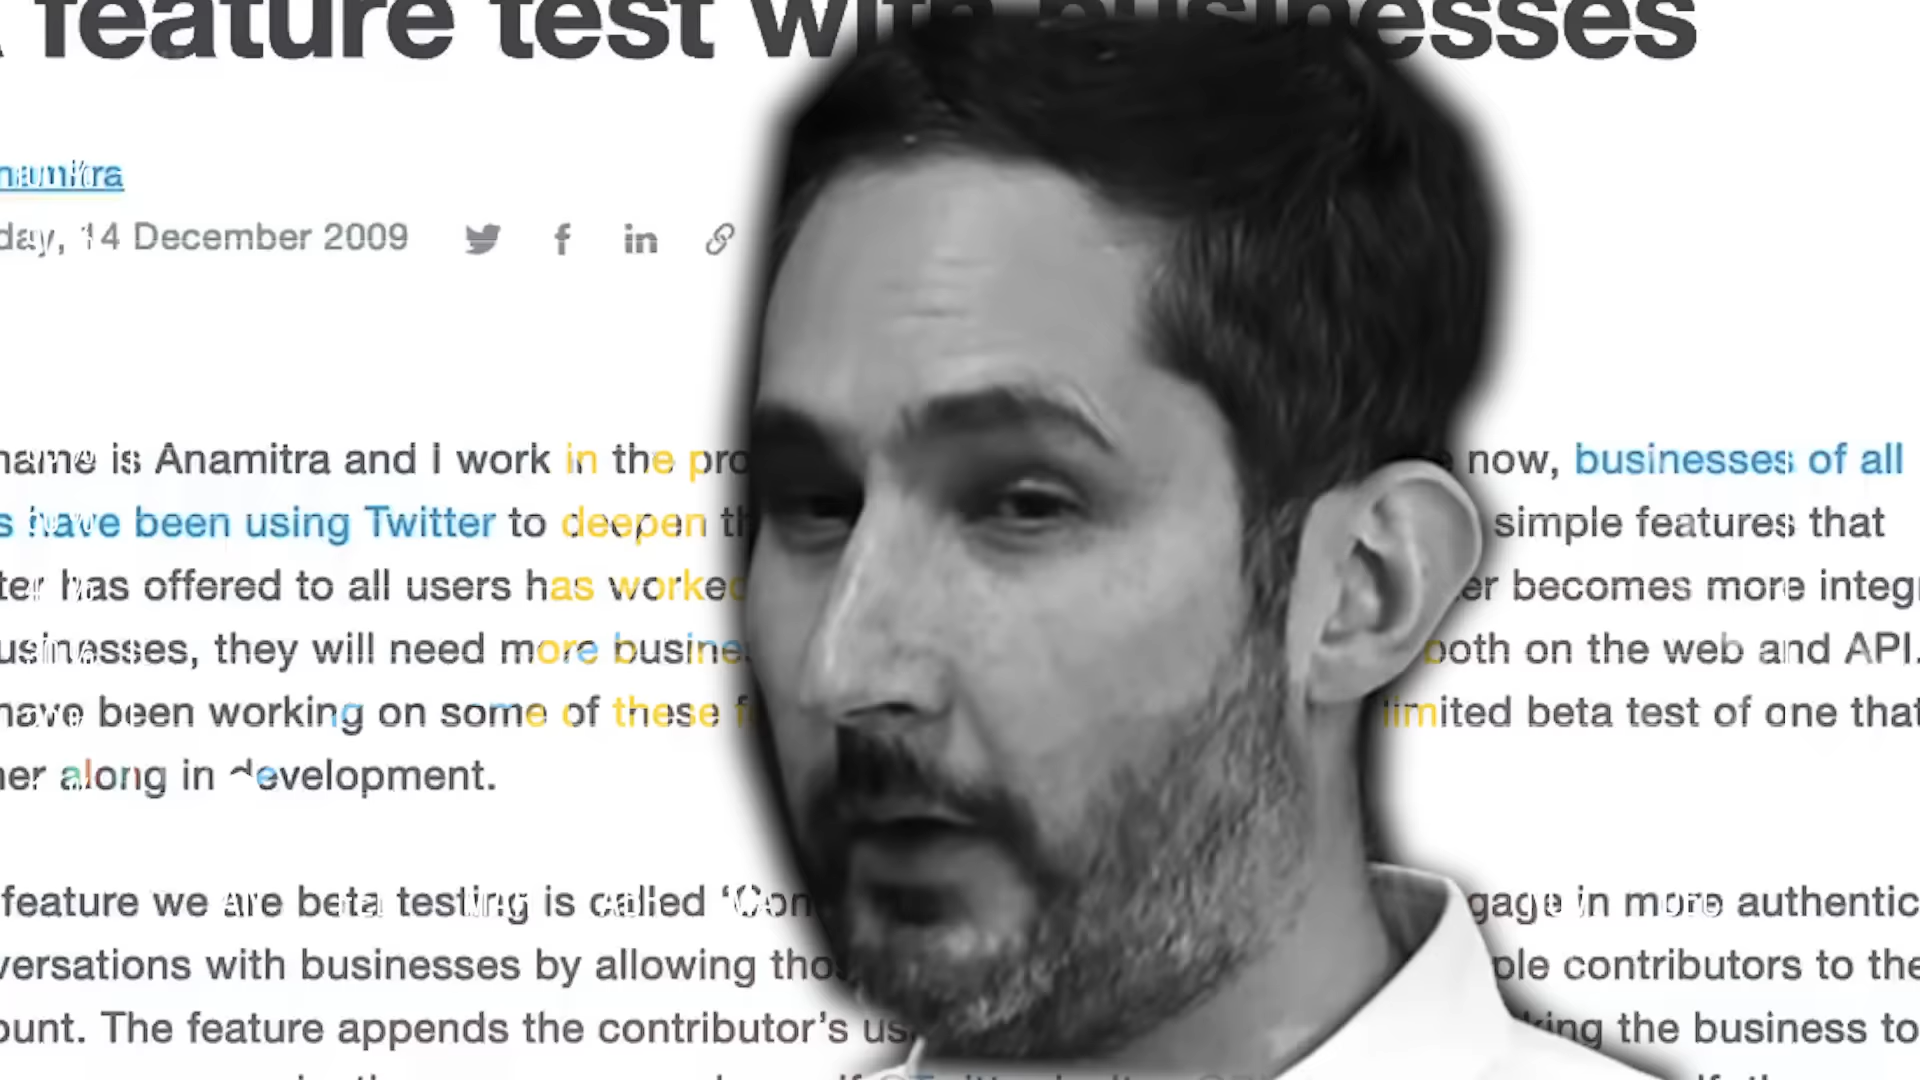 feature test with businesses
namitra
day, 14 December 2009
name is Anamitra and I work in the pro now, businesses of all
s have been using Twitter to deepen th simple features that
ter has offered to all users has worked er becomes more integr
usinesses, they will need more busine both on the web and API.
have been working on some of these f limited beta test of one that
her along in development.
feature we are beta testing is called ‘Con gage in more authentic
versations with businesses by allowing tho ple contributors to the
ount. The feature appends the contributor’s us king the business to